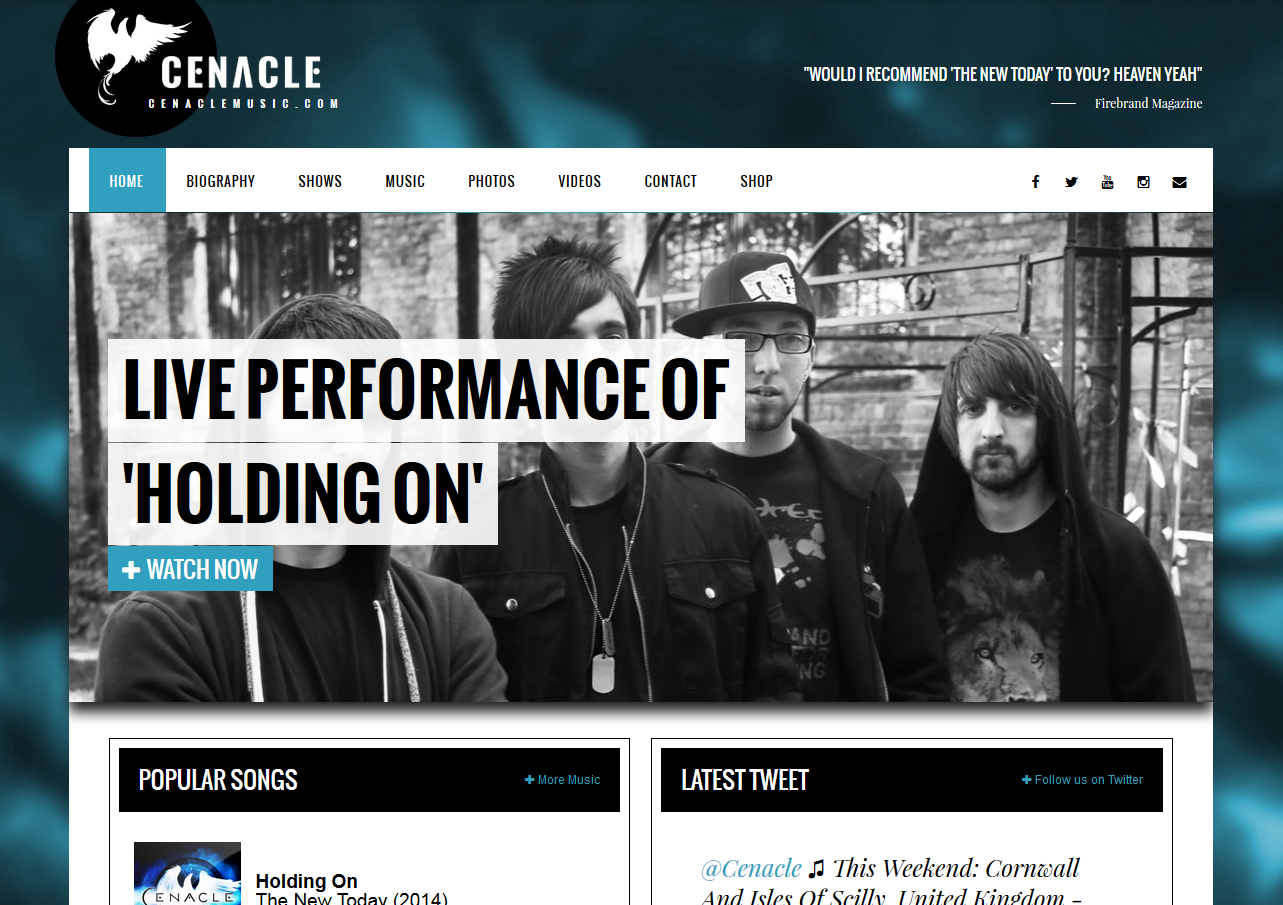 CENACLE
CENACLEMUSIC.COM
"WOULD I RECOMMEND 'THE NEW TODAY' TO YOU? HEAVEN YEAH"
Firebrand Magazine
HOME BIOGRAPHY SHOWS MUSIC PHOTOS VIDEOS CONTACT SHOP
LIVE PERFORMANCE OF
'HOLDING ON'
WATCH NOW
POPULAR SONGS
More Music
CENACLE
Holding On
The New Today (2014)
LATEST TWEET
Follow us on Twitter
@Cenacle ♫ This Weekend: Cornwall
And Isles Of Scilly, United Kingdom -